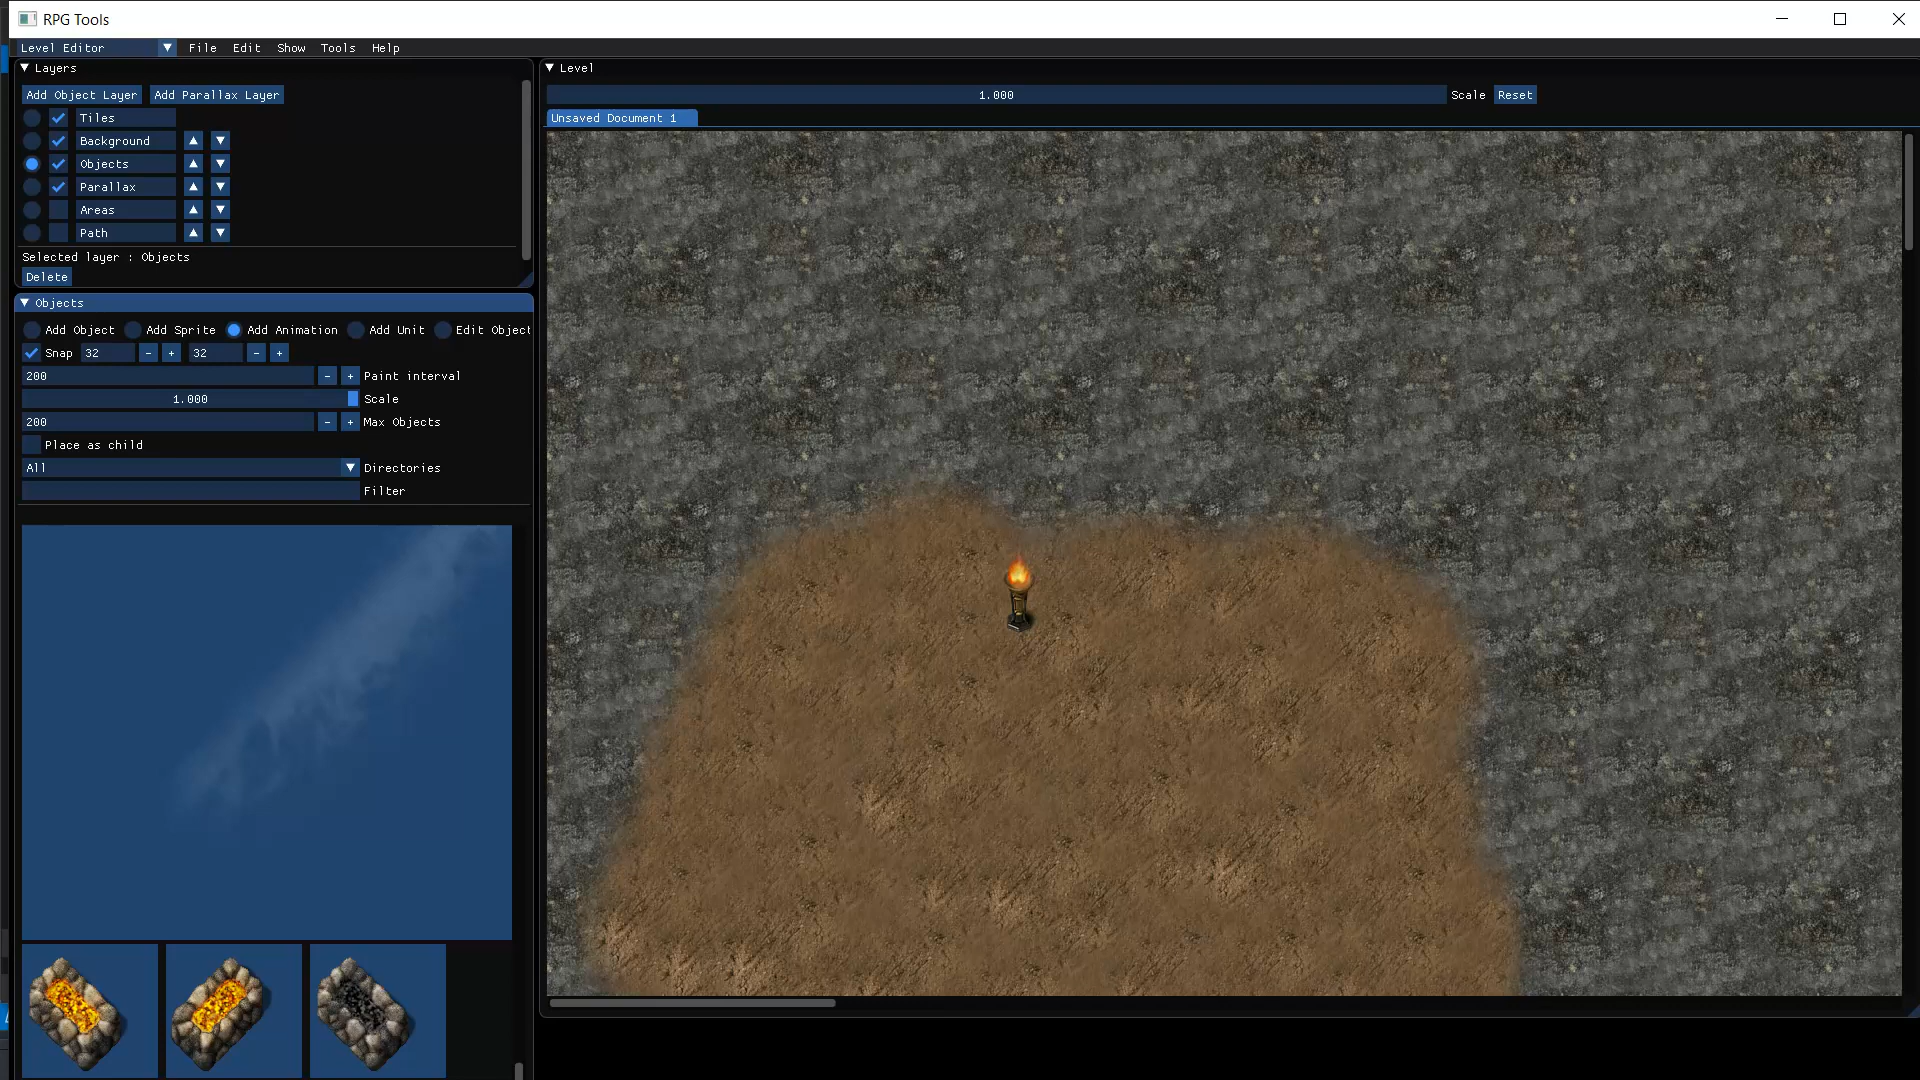 RPG Tools
Level Editor File Edit Show Tools Help
Layers
Add Object Layer Add Parallax Layer
Tiles
Background
Objects
Parallax
Areas
Path
Selected layer : Objects
Delete
Objects
Add Object Add Sprite Add Animation Add Unit Edit Object
Snap 32 - + 32 - +
200 - + Paint interval
1.000 Scale
200 - + Max Objects
Place as child
All Directories
Filter
Level
1.000 Scale Reset
Unsaved Document 1